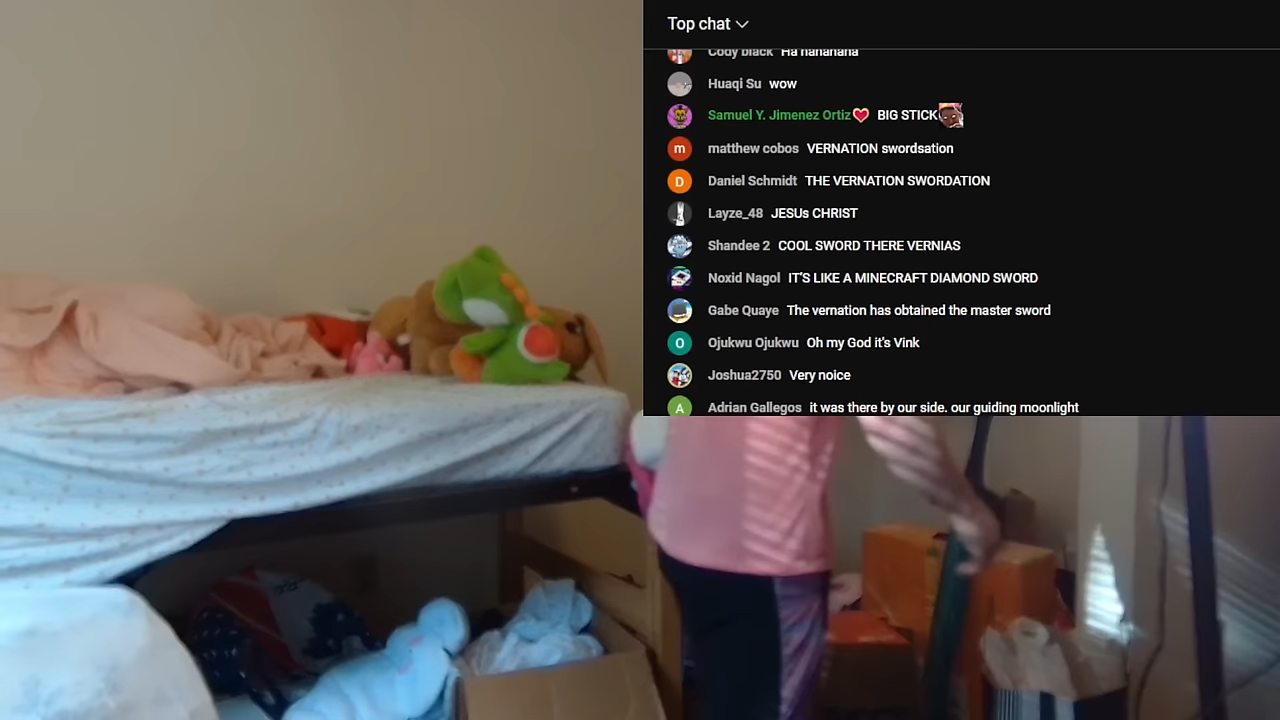 Top chat
Cody black Ha hahahaha
Huaqi Su wow
Samuel Y. Jimenez Ortiz BIG STICK
m matthew cobos VERNATION swordsation
D Daniel Schmidt THE VERNATION SWORDATION
Layze_48 JESUs CHRIST
Shandee 2 COOL SWORD THERE VERNIAS
Noxid Nagol IT'S LIKE A MINECRAFT DIAMOND SWORD
Gabe Quaye The vernation has obtained the master sword
O Ojukwu Ojukwu Oh my God it's Vink
Joshua2750 Very noice
A Adrian Gallegos it was there by our side. our guiding moonlight